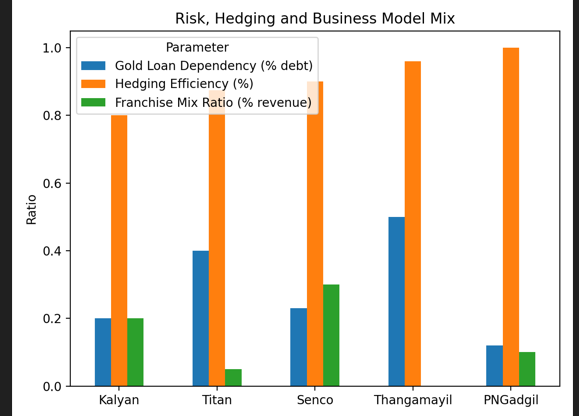 Risk, Hedging and Business Model Mix
Parameter
Gold Loan Dependency (% debt)
Hedging Efficiency (%)
Franchise Mix Ratio (% revenue)
Ratio
1.0
0.8
0.6
0.4
0.2
0.0
Kalyan Titan Senco Thangamayil PNGadgil